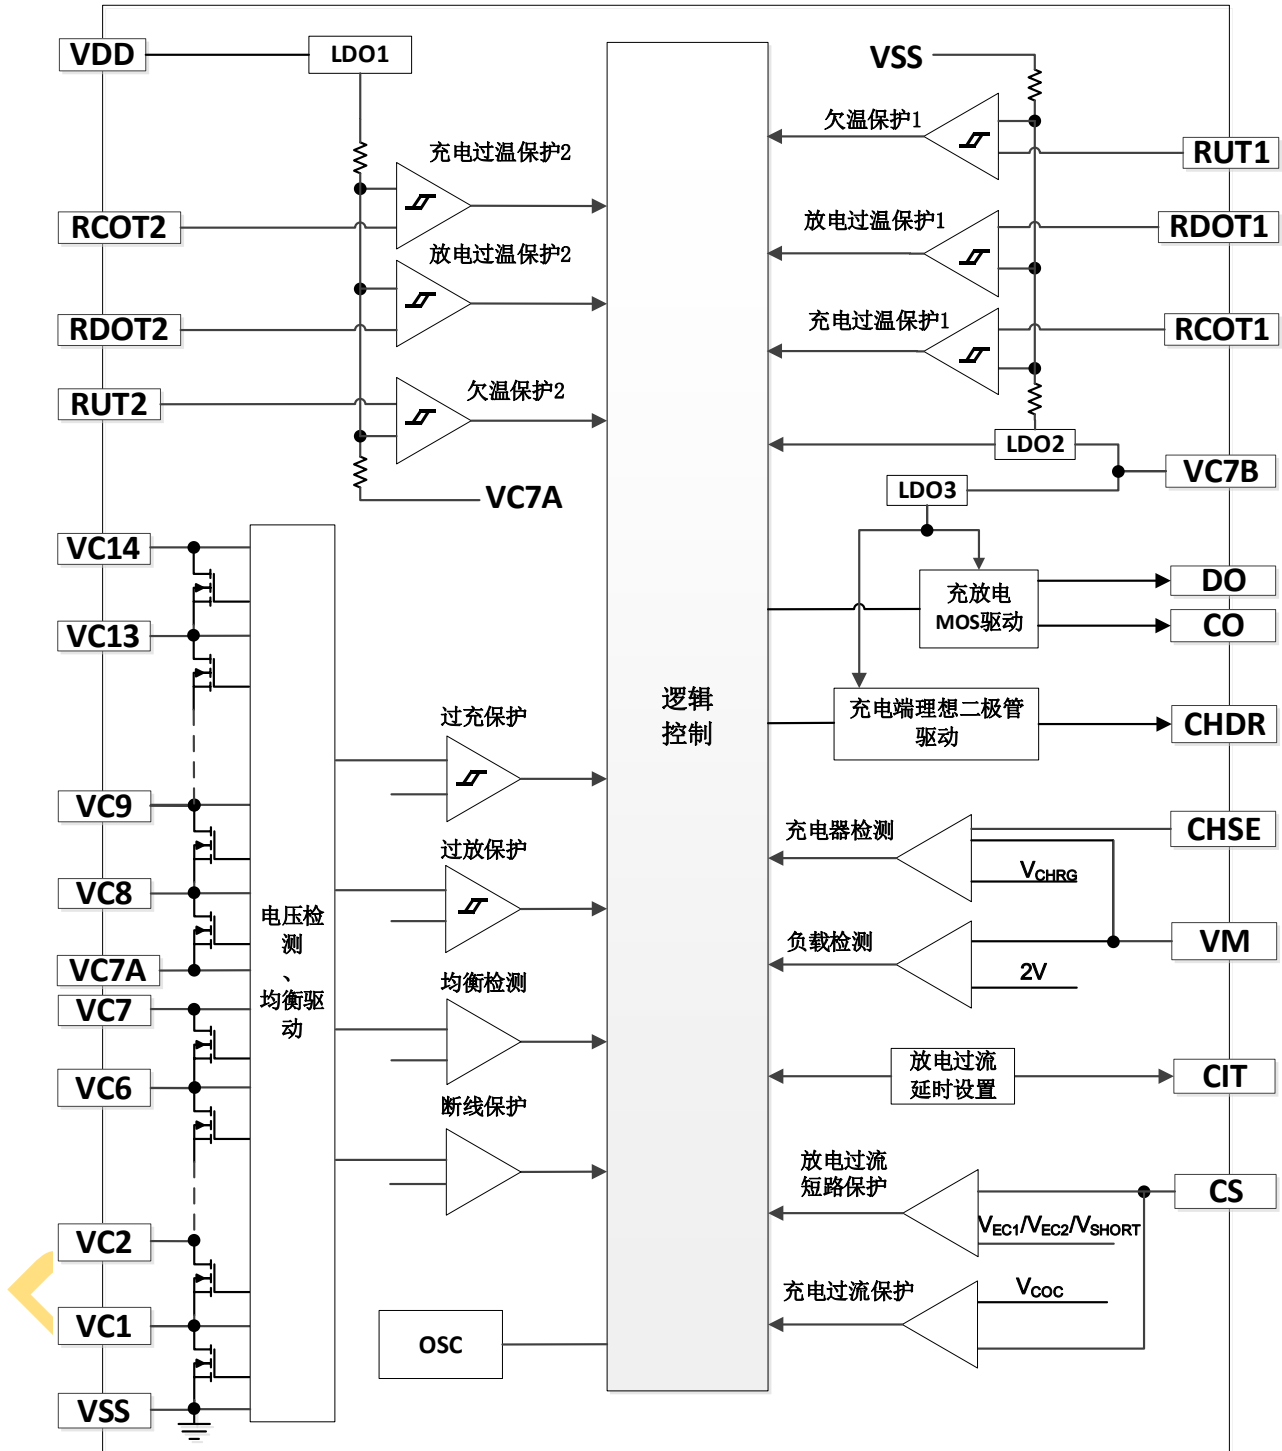 VDD
LDO1
VSS
欠温保护1
RUT1
充电过温保护2
RCOT2
放电过温保护1
RDOT1
放电过温保护2
RDOT2
充电过温保护1
RCOT1
RUT2
欠温保护2
LDO2
VC7B
LDO3
VC7A
VC14
VC13
充放电
MOS驱动
DO
CO
逻辑
控制
过充保护
充电端理想二极管
驱动
CHDR
VC9
充电器检测
CHSE
VCHRG
过放保护
VC8
电压检
测
、
均衡驱
动
负载检测
VM
2V
VC7A
均衡检测
VC7
VC6
放电过流
延时设置
CIT
断线保护
放电过流
短路保护
CS
VEC1/VEC2/VSHORT
VC2
充电过流保护
VCOC
VC1
OSC
VSS